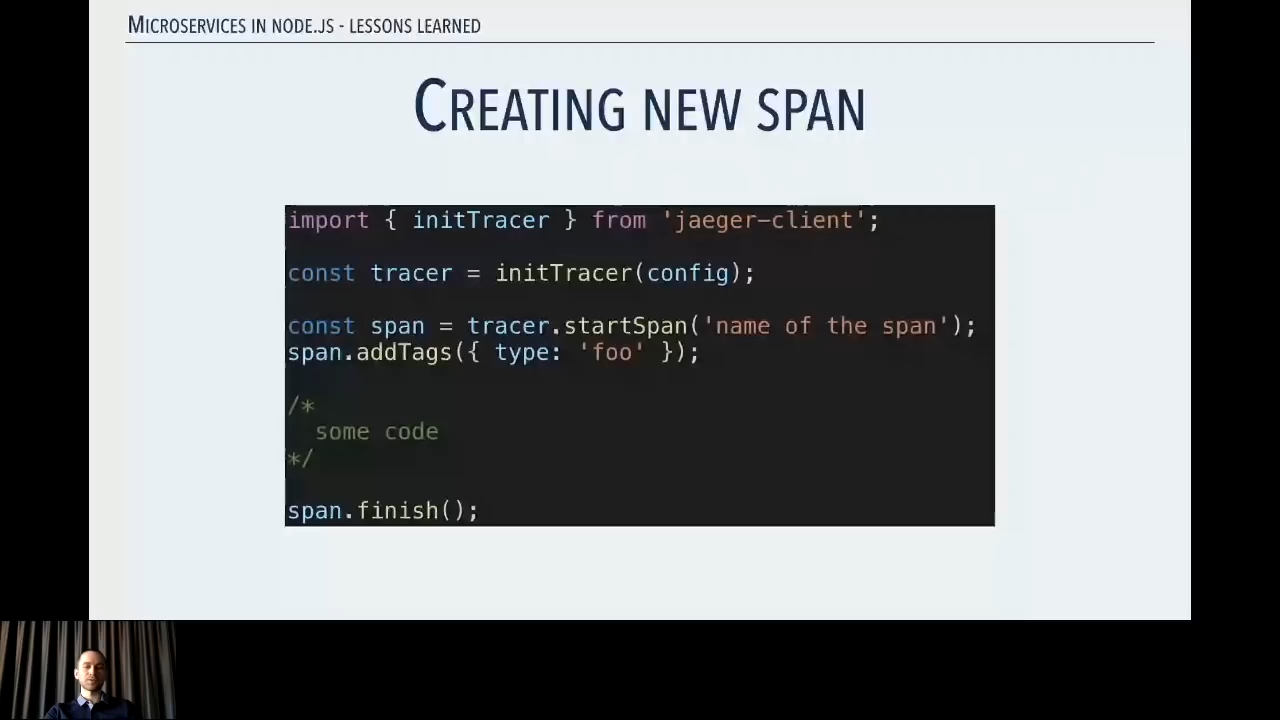 MICROSERVICES IN NODE.JS - LESSONS LEARNED
CREATING NEW SPAN
import { initTracer } from 'jaeger-client';
const tracer = initTracer(config);
const span = tracer.startSpan('name of the span');
span.addTags({ type: 'foo' });
/*
some code
*/
span.finish();